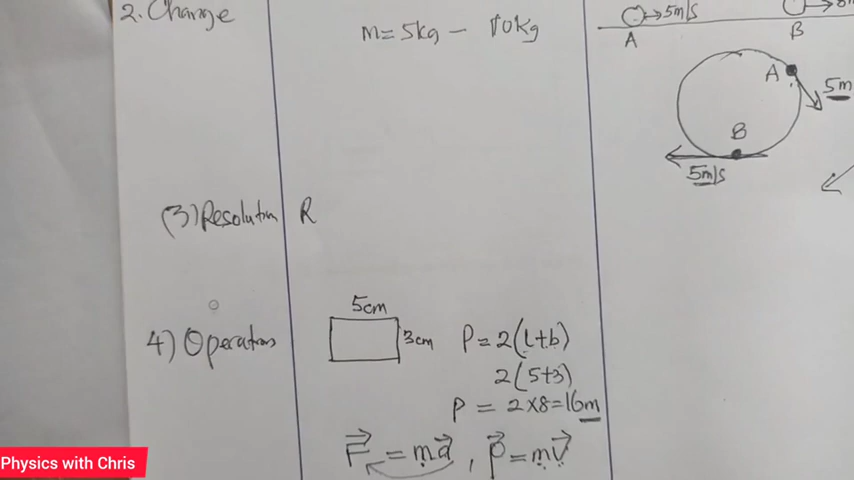 2. Change
m = 5kg - 10kg
→5m/s
A
B
A
5m
B
5m/s
(3) Resolution R
4) Operations
5cm
3cm
P = 2(l+b)
2(5+3)
P = 2×8=16m
F⃗ = ma⃗, P⃗ = mV⃗
Physics with Chris